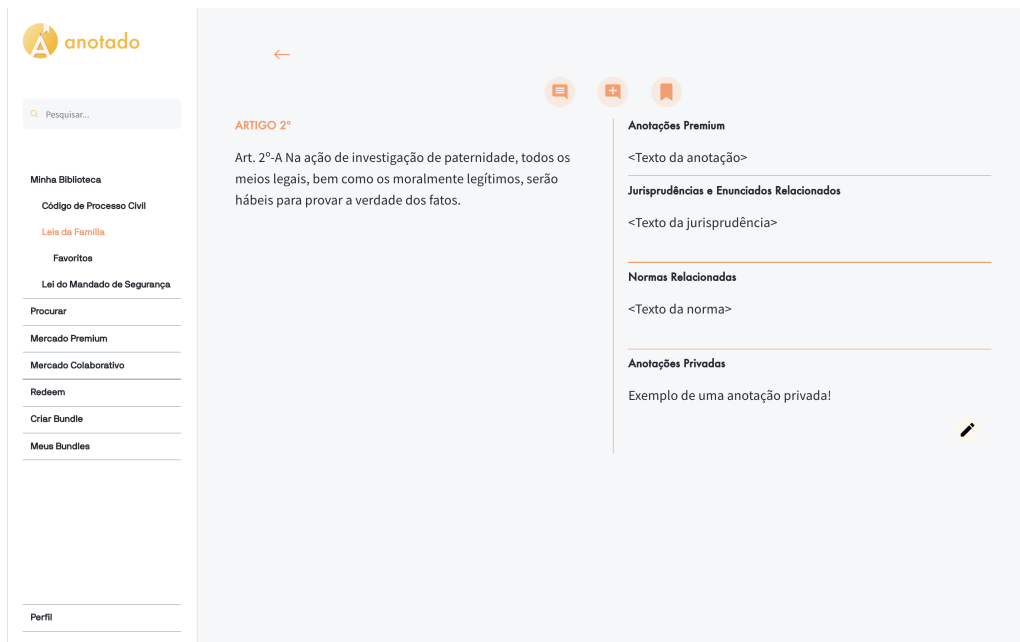 anotado
Pesquisar...
Minha Biblioteca
Código de Processo Civil
Leis da Família
Favoritos
Lei do Mandado de Segurança
Procurar
Mercado Premium
Mercado Colaborativo
Redeem
Criar Bundle
Meus Bundles
Perfil
ARTIGO 2º
Art. 2º-A Na ação de investigação de paternidade, todos os
meios legais, bem como os moralmente legítimos, serão
hábeis para provar a verdade dos fatos.
Anotações Premium
<Texto da anotação>
Jurisprudências e Enunciados Relacionados
<Texto da jurisprudência>
Normas Relacionadas
<Texto da norma>
Anotações Privadas
Exemplo de uma anotação privada!